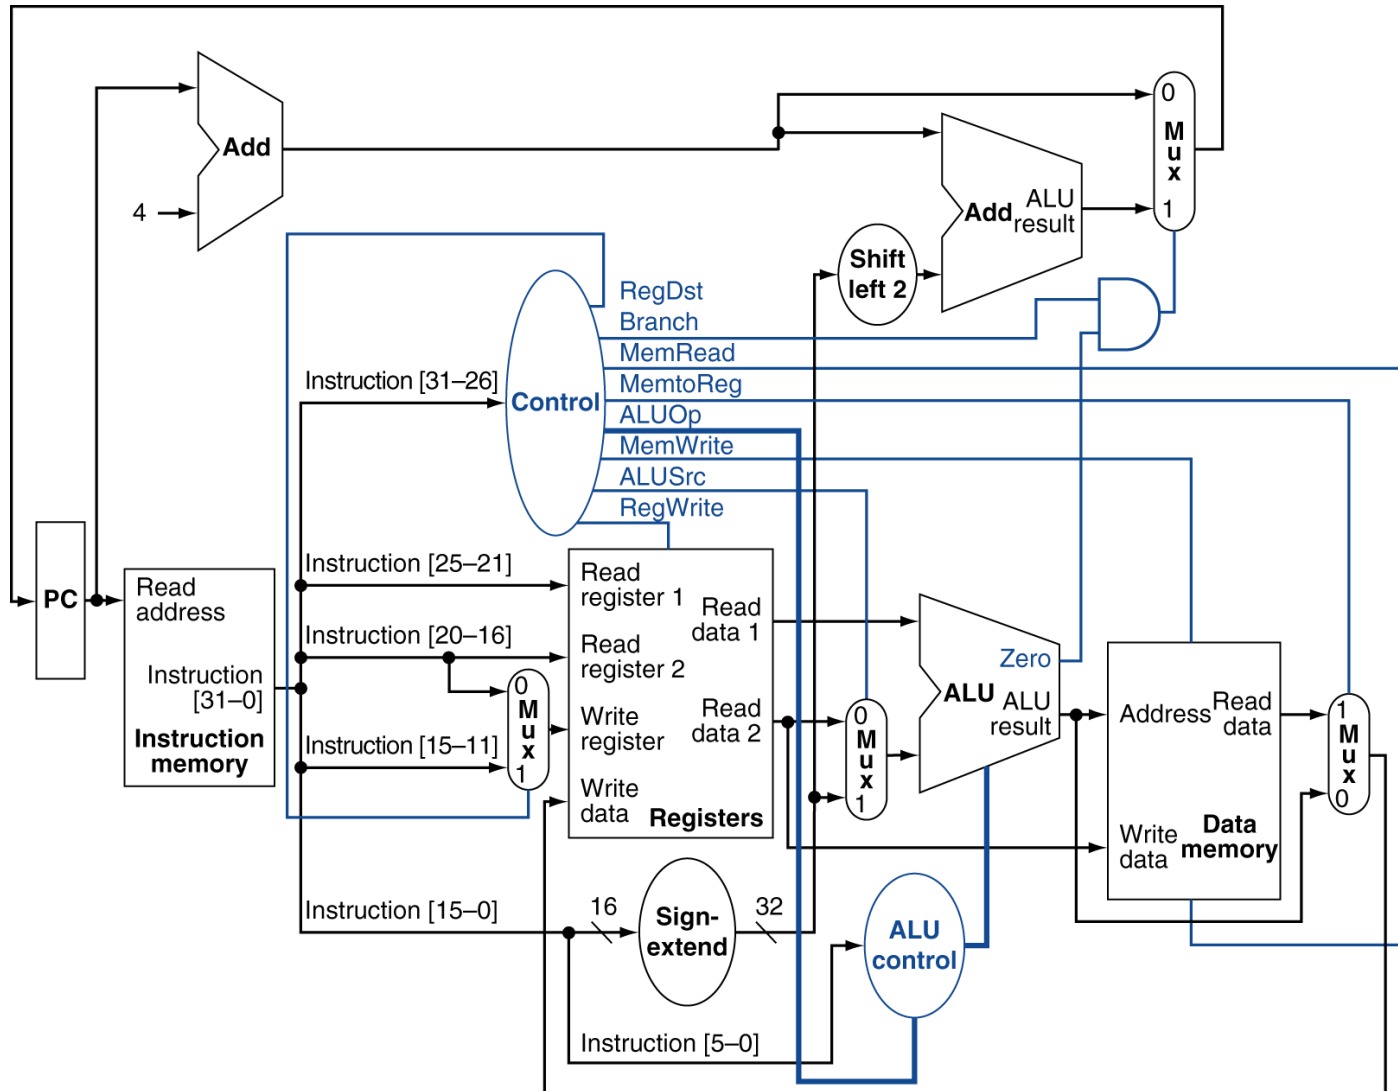 0
M
u
x
1
Add
ALU
Add result
4
Shift
left 2
RegDst
Branch
MemRead
MemtoReg
ALUOp
MemWrite
ALUSrc
RegWrite
Instruction [31–26]
Control
Instruction [25–21]
Read
register 1
Read
data 1
PC
Read
address
Instruction [20–16]
Read
register 2
Zero
Instruction
[31–0]
Instruction
memory
0
M
u
x
1
Write
register
Read
data 2
0
M
u
x
1
ALU
ALU
result
Address
Read
data
1
M
u
x
0
Instruction [15–11]
Write
data
Registers
Write
data
Data
memory
Instruction [15–0]
16
Sign-
extend
32
ALU
control
Instruction [5–0]